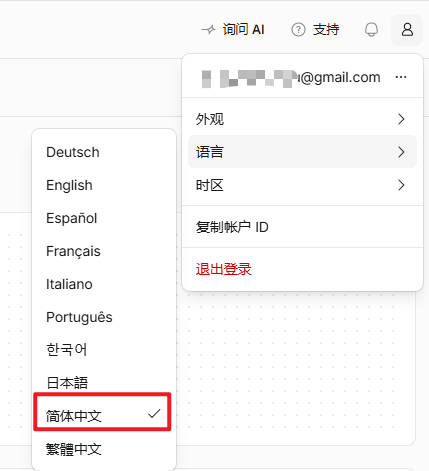 询问 AI
支持
@gmail.com
外观
语言
时区
复制帐户 ID
退出登录
Deutsch
English
Español
Français
Italiano
Português
한국어
日本語
简体中文
繁體中文